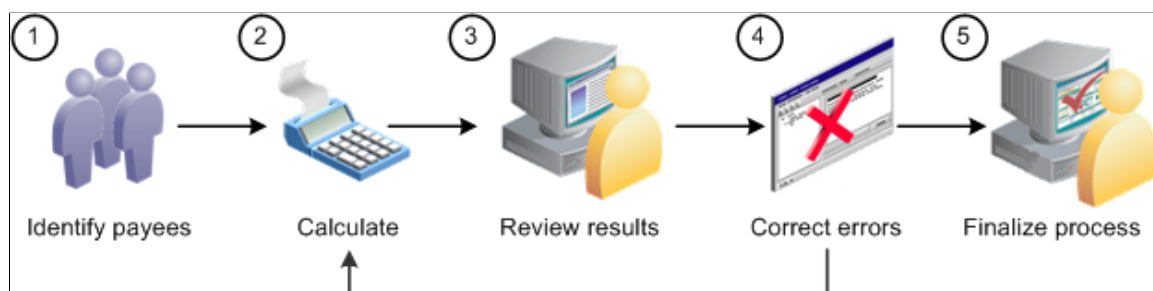 1
2
3
4
5
Identify payees
Calculate
Review results
Correct errors
Finalize process